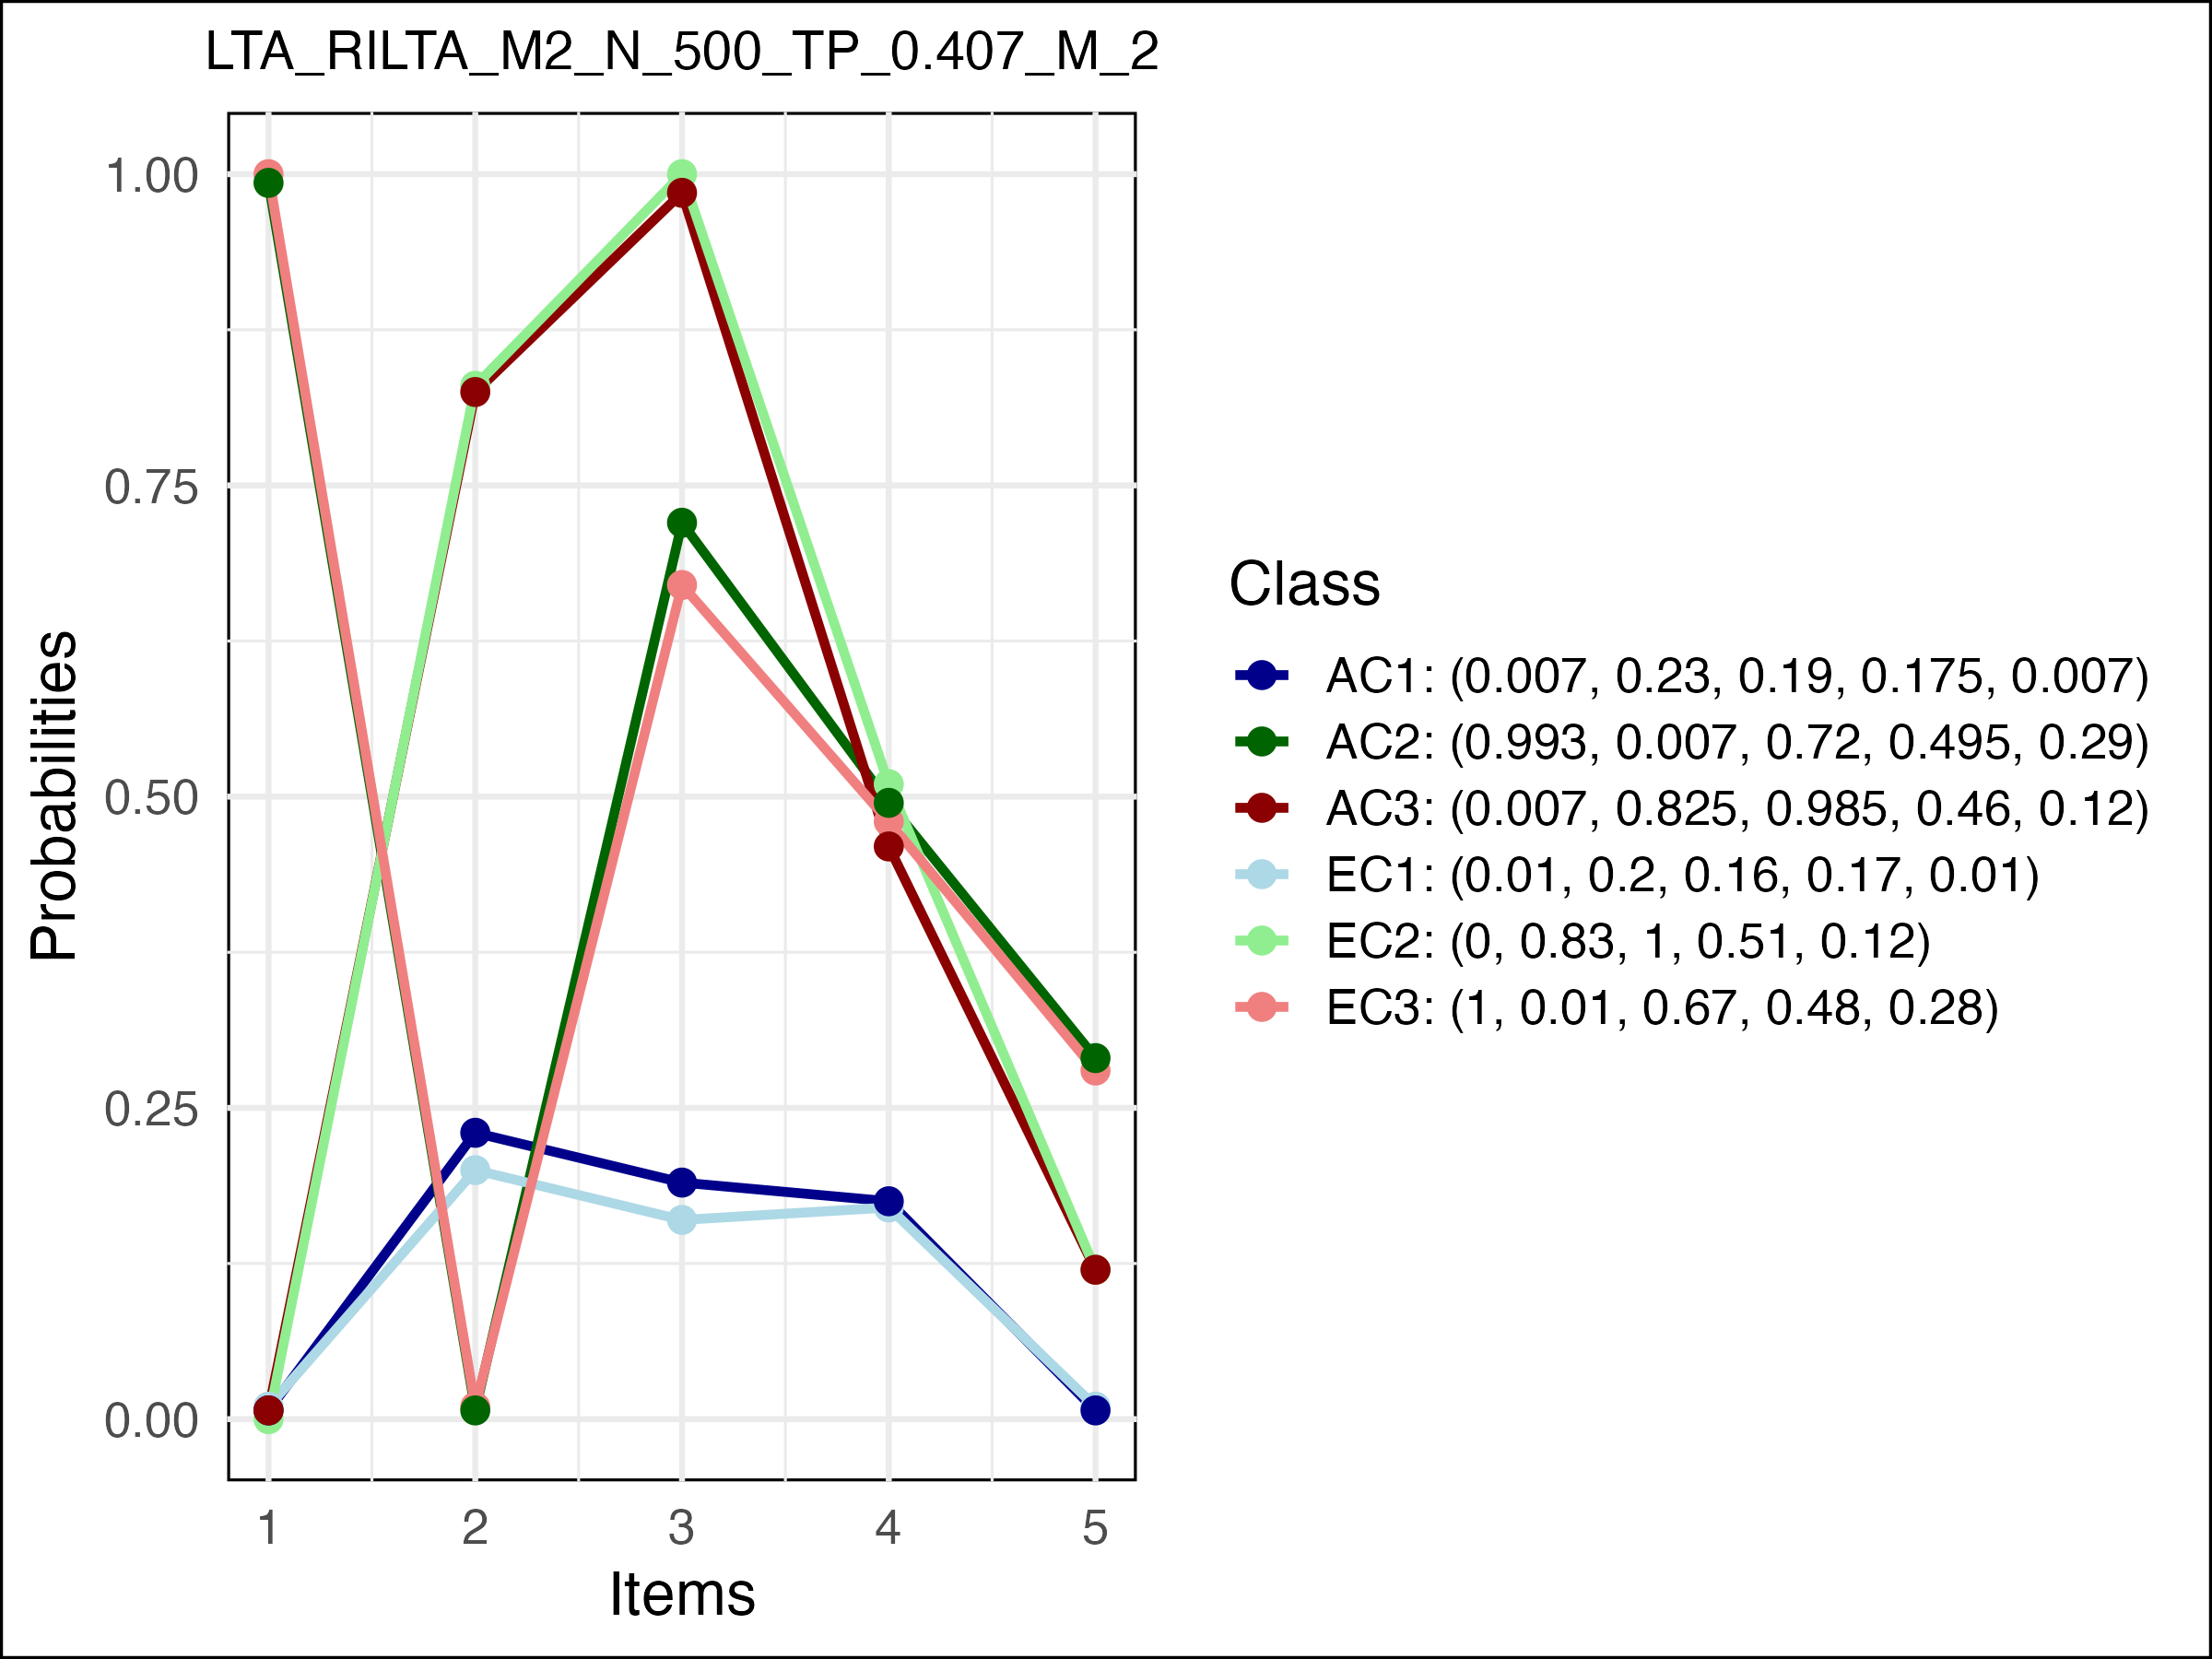 LTA_RILTA_M2_N_500_TP_0.407_M_2
1.00
0.75
0.50
0.25
0.00
Probabilities
1 2 3 4 5
Items
Class
AC1: (0.007, 0.23, 0.19, 0.175, 0.007)
AC2: (0.993, 0.007, 0.72, 0.495, 0.29)
AC3: (0.007, 0.825, 0.985, 0.46, 0.12)
EC1: (0.01, 0.2, 0.16, 0.17, 0.01)
EC2: (0, 0.83, 1, 0.51, 0.12)
EC3: (1, 0.01, 0.67, 0.48, 0.28)